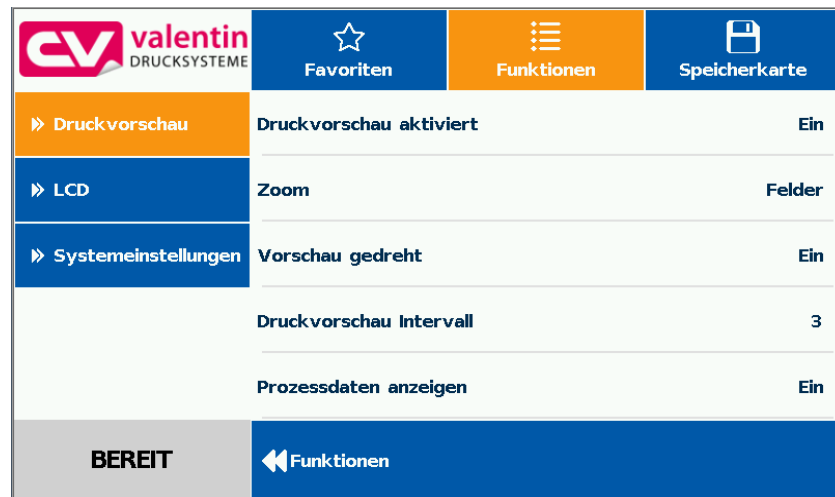 valentin
DRUCKSYSTEME
Favoriten
Funktionen
Speicherkarte
Druckvorschau
Druckvorschau aktiviert Ein
LCD
Zoom Felder
Systemeinstellungen
Vorschau gedreht Ein
Druckvorschau Intervall 3
Prozessdaten anzeigen Ein
BEREIT
Funktionen